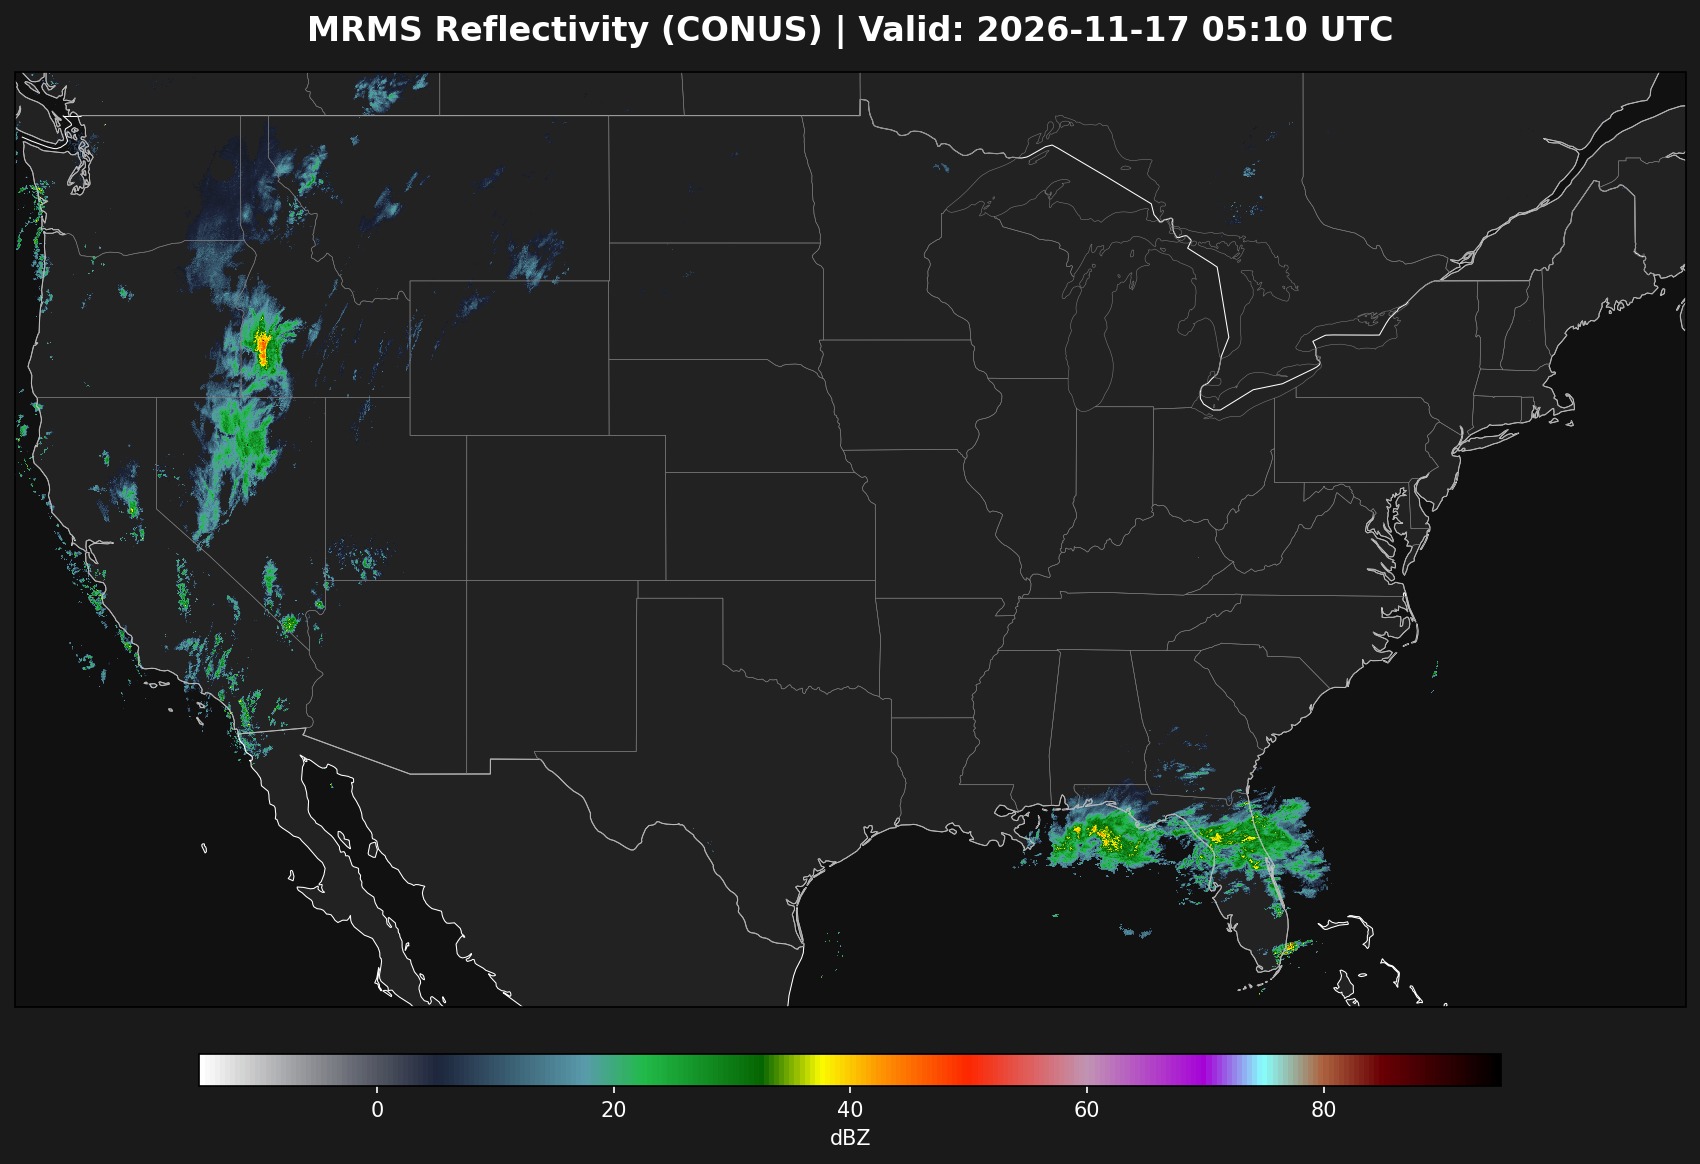 MRMS Reflectivity (CONUS) | Valid: 2026-11-17 05:10 UTC
0 20 40 60 80
dBZ